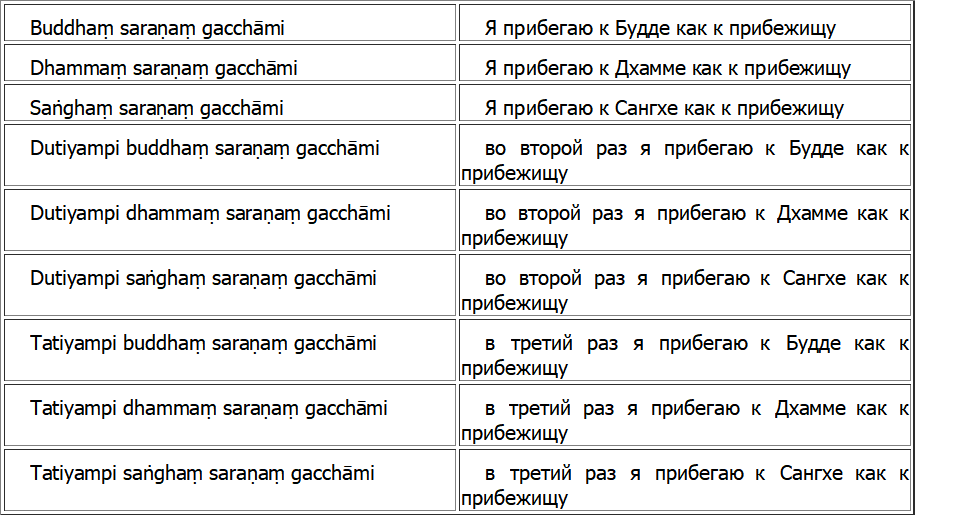 Buddhaṃ saraṇaṃ gacchāmi
Я прибегаю к Будде как к прибежищу
Dhammaṃ saraṇaṃ gacchāmi
Я прибегаю к Дхамме как к прибежищу
Saṅghaṃ saraṇaṃ gacchāmi
Я прибегаю к Сангхе как к прибежищу
Dutiyampi buddhaṃ saraṇaṃ gacchāmi
во второй раз я прибегаю к Будде как к
прибежищу
Dutiyampi dhammaṃ saraṇaṃ gacchāmi
во второй раз я прибегаю к Дхамме как к
прибежищу
Dutiyampi saṅghaṃ saraṇaṃ gacchāmi
во второй раз я прибегаю к Сангхе как к
прибежищу
Tatiyampi buddhaṃ saraṇaṃ gacchāmi
в третий раз я прибегаю к Будде как к
прибежищу
Tatiyampi dhammaṃ saraṇaṃ gacchāmi
в третий раз я прибегаю к Дхамме как к
прибежищу
Tatiyampi saṅghaṃ saraṇaṃ gacchāmi
в третий раз я прибегаю к Сангхе как к
прибежищу